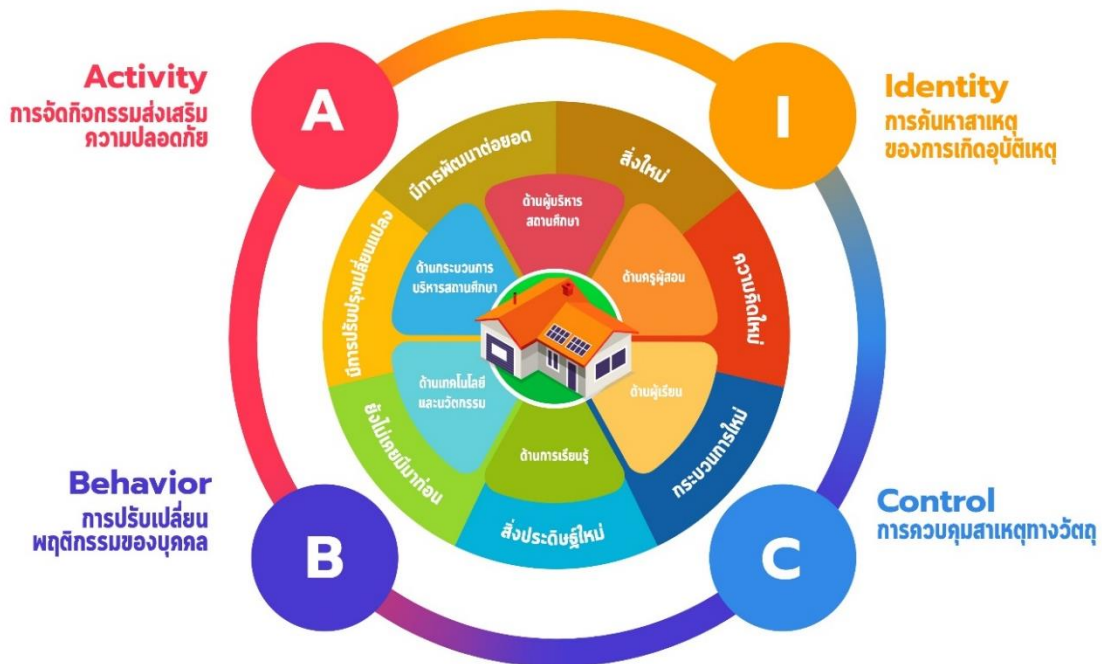 Activity
การจัดกิจกรรมส่งเสริม
ความปลอดภัย
A
I
Identity
การค้นหาสาเหตุ
ของการเกิดอุบัติเหตุ
มีการพัฒนาต่อยอด
สิ่งใหม่
ความคิดใหม่
กระบวนการใหม่
สิ่งประดิษฐ์ใหม่
ยังไม่เคยมีมาก่อน
มีการปรับปรุงเปลี่ยนแปลง
ด้านผู้บริหาร
สถานศึกษา
ด้านครูผู้สอน
ด้านผู้เรียน
ด้านการเรียนรู้
ด้านเทคโนโลยี
และนวัตกรรม
ด้านกระบวนการ
บริหารสถานศึกษา
Behavior
การปรับเปลี่ยน
พฤติกรรมของบุคคล
B
C
Control
การควบคุมสาเหตุทางวัตถุ